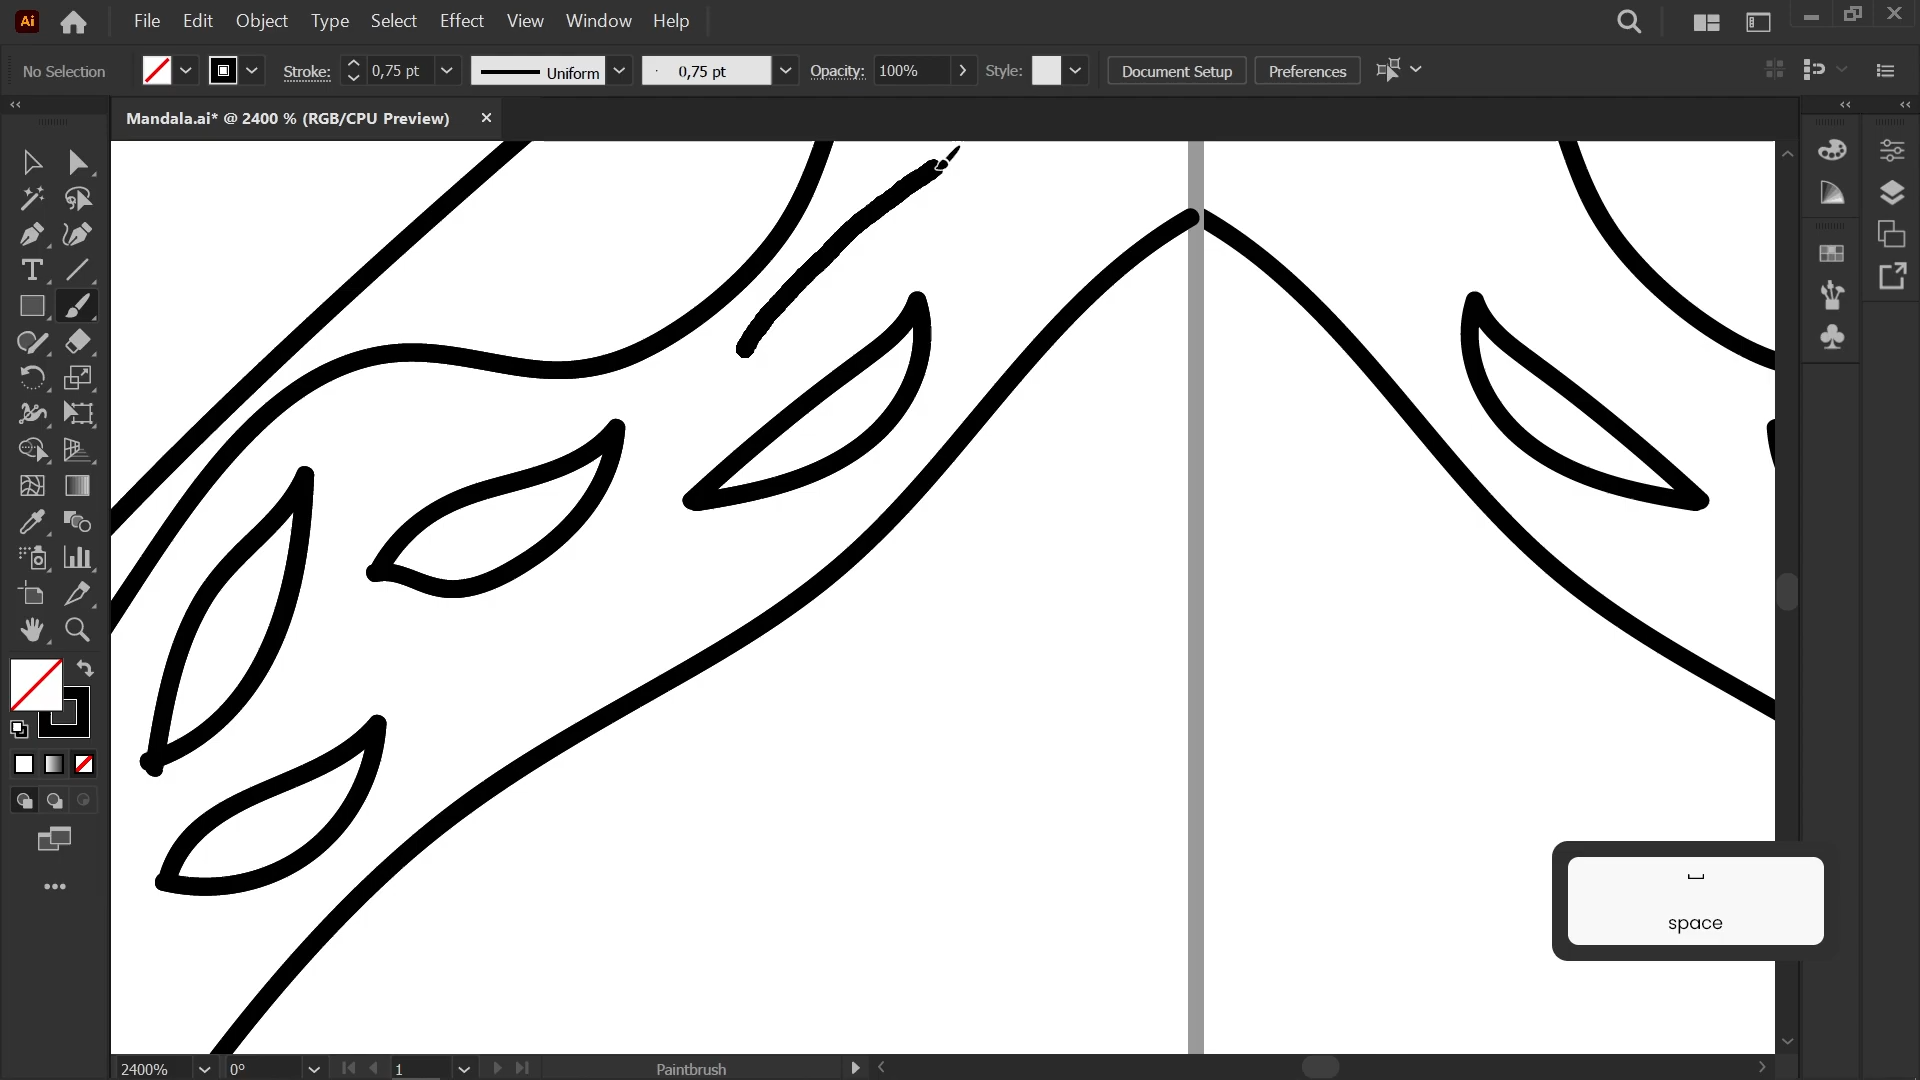 Ai File Edit Object Type Select Effect View Window Help
No Selection Stroke: 0,75 pt Uniform 0,75 pt Opacity: 100% Style: Document Setup Preferences
Mandala.ai* @ 2400 % (RGB/CPU Preview)
space
2400% 0° 1 Paintbrush